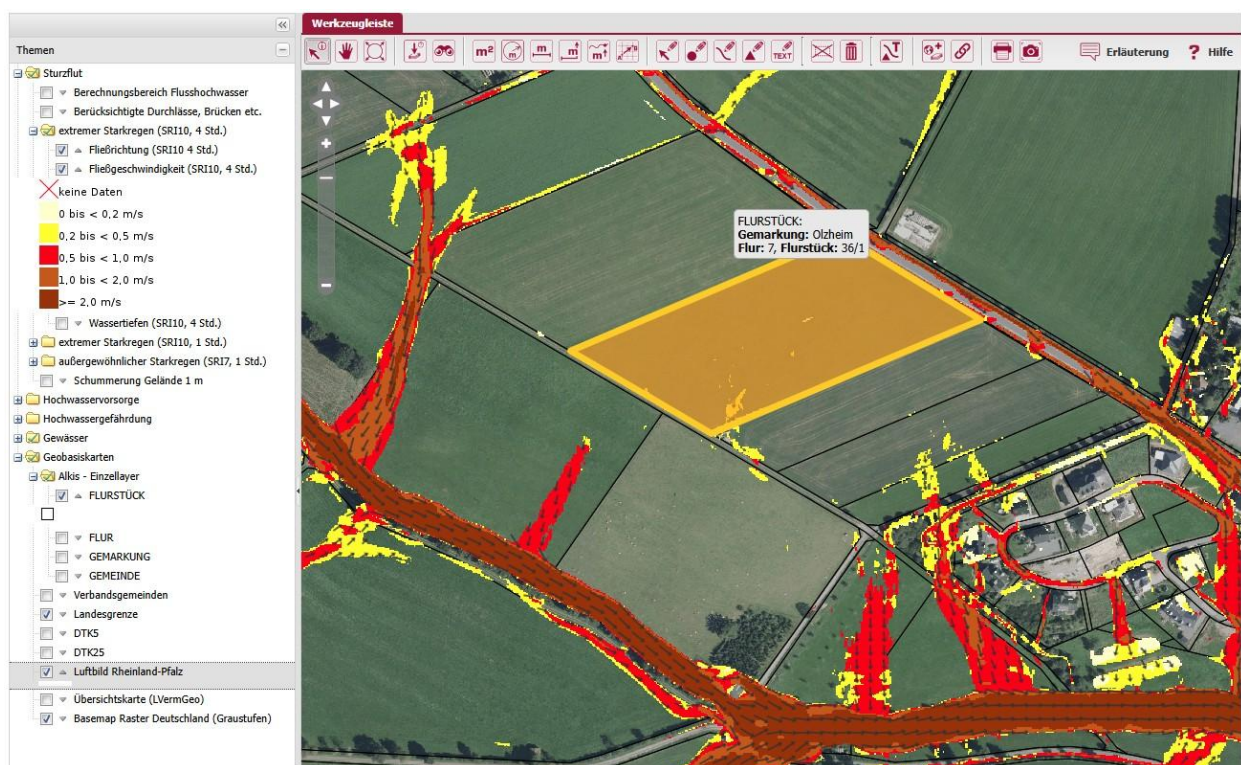 Werkzeugleiste
Themen
m²
m
m
m
m
TEXT
T
Erläuterung
? Hilfe
Sturzflut
Berechnungsbereich Flusshochwasser
Berücksichtigte Durchlässe, Brücken etc.
extremer Starkregen (SRI10, 4 Std.)
Fließrichtung (SRI10 4 Std.)
Fließgeschwindigkeit (SRI10, 4 Std.)
keine Daten
0 bis < 0,2 m/s
0,2 bis < 0,5 m/s
0,5 bis < 1,0 m/s
1,0 bis < 2,0 m/s
>= 2,0 m/s
Wassertiefen (SRI10, 4 Std.)
extremer Starkregen (SRI10, 1 Std.)
außergewöhnlicher Starkregen (SRI7, 1 Std.)
Schummerung Gelände 1 m
Hochwasservorsorge
Hochwassergefährdung
Gewässer
Geobasiskarten
Alkis - Einzellayer
FLURSTÜCK
FLUR
GEMARKUNG
GEMEINDE
Verbandsgemeinden
Landesgrenze
DTK5
DTK25
Luftbild Rheinland-Pfalz
Übersichtskarte (LVermGeo)
Basemap Raster Deutschland (Graustufen)
FLURSTÜCK:
Gemarkung: Olzheim
Flur: 7, Flurstück: 36/1